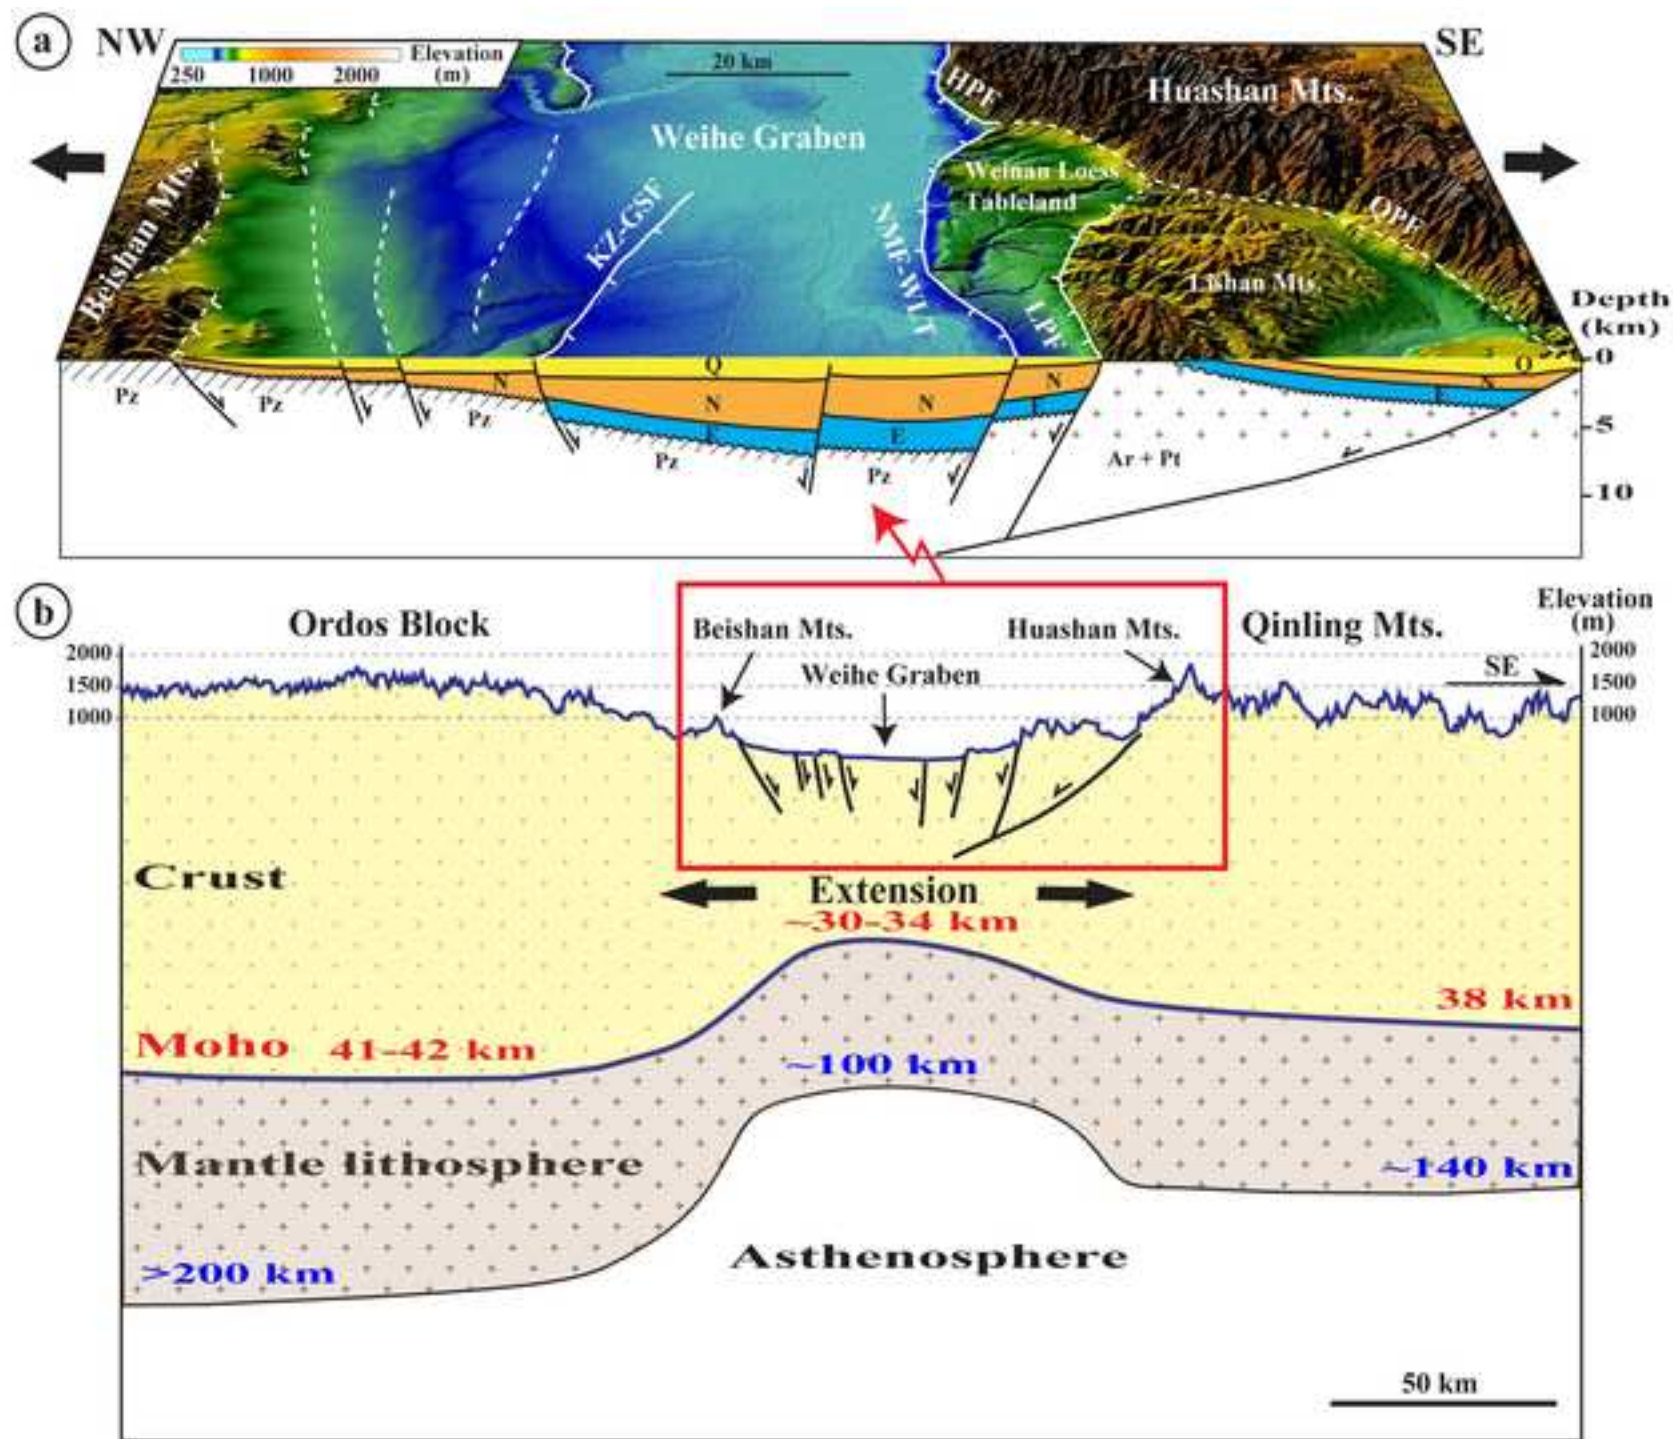 a
NW
SE
Elevation
(m)
250
1000
2000
20 km
HPF
Huashan Mts.
Weihe Graben
Weinan Loess
Tableland
Beishan Mts.
KZ-GSF
NMF-WLT
QPF
Lishan Mts.
LPF
Depth
(km)
0
5
10
Q
Q
N
N
N
N
N
E
E
E
E
Pz
Pz
Pz
Pz
Pz
Ar + Pt
b
Ordos Block
Beishan Mts.
Huashan Mts.
Qinling Mts.
Elevation
(m)
Weihe Graben
SE
2000
1500
1000
2000
1500
1000
Crust
Extension
~30-34 km
38 km
Moho 41-42 km
~100 km
Mantle lithosphere
~140 km
>200 km
Asthenosphere
50 km